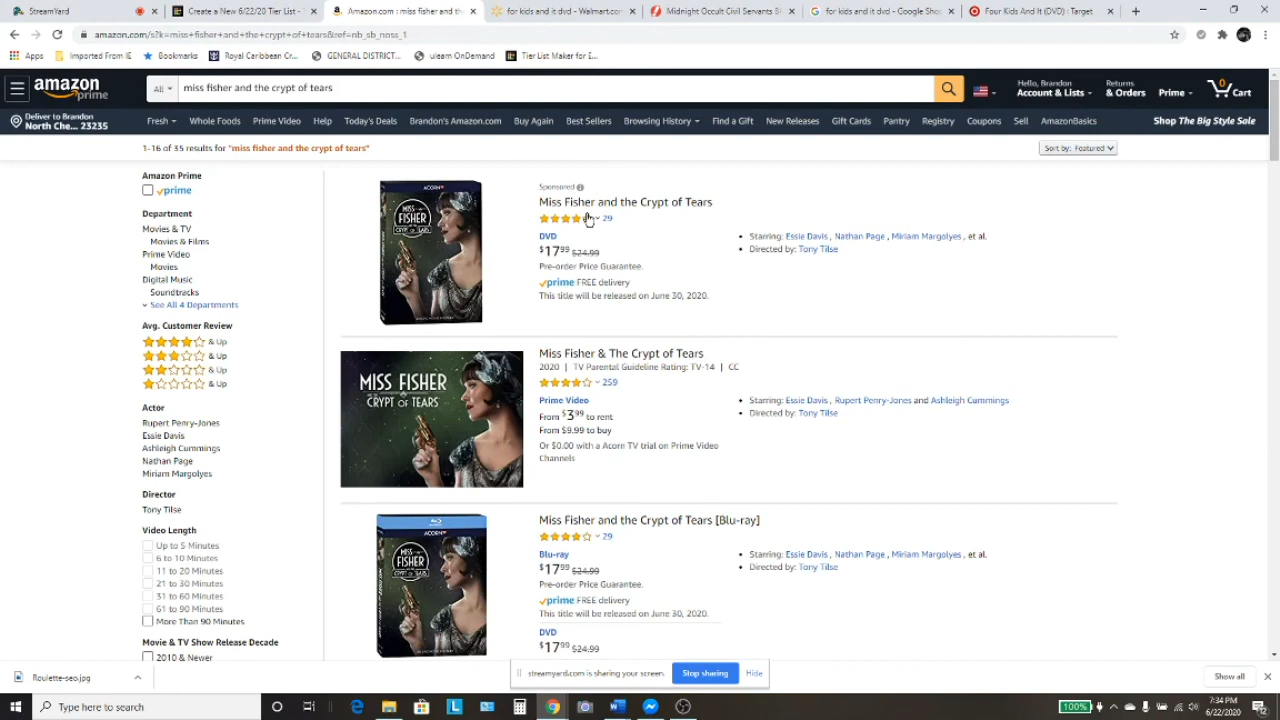 StreamYard
Create a New 6/22/20 Tier List -
Amazon.com: miss fisher and the
for kids and it dvd - Walmart.com
Midnight Occult Civil Servants B
for kids and it dvd - Google Sho
Four Kids And It (DVD) : Target
amazon.com/s?k=miss+fisher+and+the+crypt+of+tears&ref=nb_sb_noss_1
Apps
Imported From IE
Bookmarks
Royal Caribbean Cr...
GENERAL DISTRICT...
ulearn OnDemand
Tier List Maker for E...
amazon prime
All
miss fisher and the crypt of tears
Hello, Brandon
Account & Lists
Returns
& Orders
Prime
0
Cart
Deliver to Brandon
North Che... 23235
Fresh
Whole Foods
Prime Video
Help
Today's Deals
Brandon's Amazon.com
Buy Again
Best Sellers
Browsing History
Find a Gift
New Releases
Gift Cards
Pantry
Registry
Coupons
Sell
AmazonBasics
Shop The Big Style Sale
1-16 of 35 results for "miss fisher and the crypt of tears"
Sort by: Featured
Amazon Prime
prime
Department
Movies & TV
Movies & Films
Prime Video
Movies
Digital Music
Soundtracks
See All 4 Departments
Avg. Customer Review
& Up
& Up
& Up
& Up
Actor
Rupert Penry-Jones
Essie Davis
Ashleigh Cummings
Nathan Page
Miriam Margolyes
Director
Tony Tilse
Video Length
Up to 5 Minutes
6 to 10 Minutes
11 to 20 Minutes
21 to 30 Minutes
31 to 60 Minutes
61 to 90 Minutes
More Than 90 Minutes
Movie & TV Show Release Decade
2010 & Newer
ACORN
MISS
FISHER
CRYPT OF TEARS
Sponsored
Miss Fisher and the Crypt of Tears
29
DVD
$17.99 $24.99
Pre-order Price Guarantee.
prime FREE delivery
This title will be released on June 30, 2020.
Starring: Essie Davis , Nathan Page , Miriam Margolyes , et al.
Directed by: Tony Tilse
MISS FISHER
CRYPT OF TEARS
Miss Fisher & The Crypt of Tears
2020 | TV Parental Guideline Rating: TV-14 | CC
259
Prime Video
From $3.99 to rent
From $9.99 to buy
Or $0.00 with a Acorn TV trial on Prime Video
Channels
Starring: Essie Davis , Rupert Penry-Jones and Ashleigh Cummings
Directed by: Tony Tilse
ACORN
MISS
FISHER
CRYPT OF TEARS
Miss Fisher and the Crypt of Tears [Blu-ray]
29
Blu-ray
$17.99 $24.99
Pre-order Price Guarantee.
prime FREE delivery
This title will be released on June 30, 2020.
DVD
$17.99 $24.99
Starring: Essie Davis , Nathan Page , Miriam Margolyes , et al.
Directed by: Tony Tilse
Roulette-seo.jpg
streamyard.com is sharing your screen.
Stop sharing
Hide
Show all
Type here to search
100%
7:34 PM
6/22/2020
12